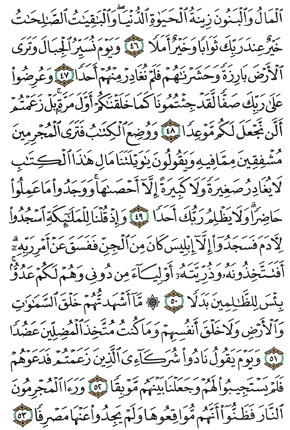 ٱلْمَالُ وَٱلْبَنُونَ زِينَةُ ٱلْحَيَوٰةِ ٱلدُّنْيَا ۖ وَٱلْبَٰقِيَٰتُ ٱلصَّٰلِحَٰتُ
خَيْرٌ عِندَ رَبِّكَ ثَوَابًا وَخَيْرٌ أَمَلًا ٤٦ وَيَوْمَ نُسَيِّرُ ٱلْجِبَالَ وَتَرَى
ٱلْأَرْضَ بَارِزَةً وَحَشَرْنَٰهُمْ فَلَمْ نُغَادِرْ مِنْهُمْ أَحَدًا ٤٧ وَعُرِضُوا۟
عَلَىٰ رَبِّكَ صَفًّا لَّقَدْ جِئْتُمُونَا كَمَا خَلَقْنَٰكُمْ أَوَّلَ مَرَّةٍۭ ۚ بَلْ زَعَمْتُمْ
أَلَّن نَّجْعَلَ لَكُم مَّوْعِدًا ٤٨ وَوُضِعَ ٱلْكِتَٰبُ فَتَرَى ٱلْمُجْرِمِينَ
مُشْفِقِينَ مِمَّا فِيهِ وَيَقُولُونَ يَٰوَيْلَتَنَا مَالِ هَٰذَا ٱلْكِتَٰبِ
لَا يُغَادِرُ صَغِيرَةً وَلَا كَبِيرَةً إِلَّآ أَحْصَىٰهَا ۚ وَوَجَدُوا۟ مَا عَمِلُوا۟
حَاضِرًا ۗ وَلَا يَظْلِمُ رَبُّكَ أَحَدًا ٤٩ وَإِذْ قُلْنَا لِلْمَلَٰٓئِكَةِ ٱسْجُدُوا۟
لِءَادَمَ فَسَجَدُوٓا۟ إِلَّآ إِبْلِيسَ كَانَ مِنَ ٱلْجِنِّ فَفَسَقَ عَنْ أَمْرِ رَبِّهِۦٓ ۗ
أَفَتَتَّخِذُونَهُۥ وَذُرِّيَّتَهُۥٓ أَوْلِيَآءَ مِن دُونِى وَهُمْ لَكُمْ عَدُوٌّۢ ۚ
بِئْسَ لِلظَّٰلِمِينَ بَدَلًا ٥٠ ۞ مَّآ أَشْهَدتُّهُمْ خَلْقَ ٱلسَّمَٰوَٰتِ
وَٱلْأَرْضِ وَلَا خَلْقَ أَنفُسِهِمْ وَمَا كُنتُ مُتَّخِذَ ٱلْمُضِلِّينَ عَضُدًا
٥١ وَيَوْمَ يَقُولُ نَادُوا۟ شُرَكَآءِىَ ٱلَّذِينَ زَعَمْتُمْ فَدَعَوْهُمْ
فَلَمْ يَسْتَجِيبُوا۟ لَهُمْ وَجَعَلْنَا بَيْنَهُم مَّوْبِقًا ٥٢ وَرَءَا ٱلْمُجْرِمُونَ
ٱلنَّارَ فَظَنُّوٓا۟ أَنَّهُم مُّوَاقِعُوهَا وَلَمْ يَجِدُوا۟ عَنْهَا مَصْرِفًا ٥٣